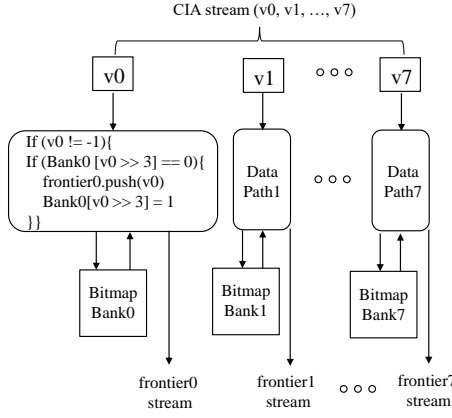 CIA stream (v0, v1, …, v7)
v0
v1
v7
If (v0 != -1){
If (Bank0 [v0 >> 3] == 0){
frontier0.push(v0)
Bank0[v0 >> 3] = 1
}}
Data
Path1
Data
Path7
Bitmap
Bank0
Bitmap
Bank1
Bitmap
Bank7
frontier0
stream
frontier1
stream
frontier7
stream